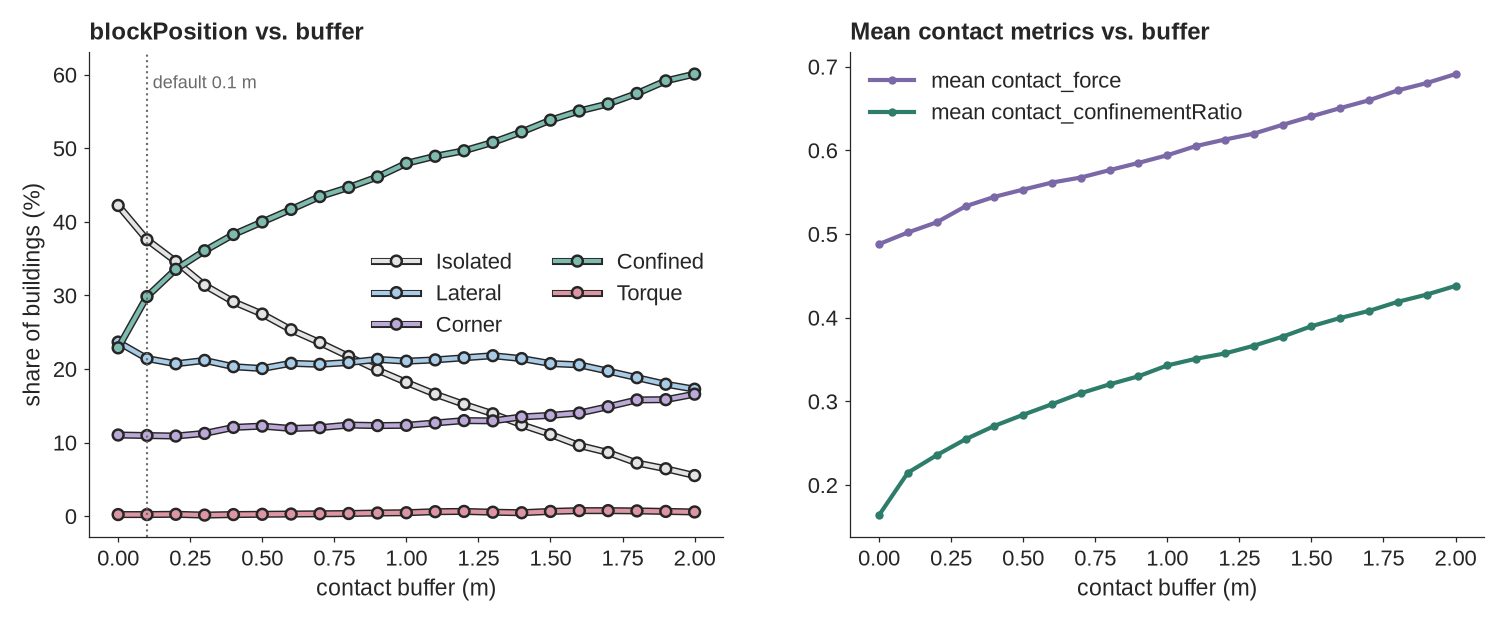 blockPosition vs. buffer
default 0.1 m
share of buildings (%)
60
50
40
30
20
10
0
Isolated
Lateral
Corner
Confined
Torque
0.00 0.25 0.50 0.75 1.00 1.25 1.50 1.75 2.00
contact buffer (m)
Mean contact metrics vs. buffer
mean contact_force
mean contact_confinementRatio
0.7
0.6
0.5
0.4
0.3
0.2
0.00 0.25 0.50 0.75 1.00 1.25 1.50 1.75 2.00
contact buffer (m)